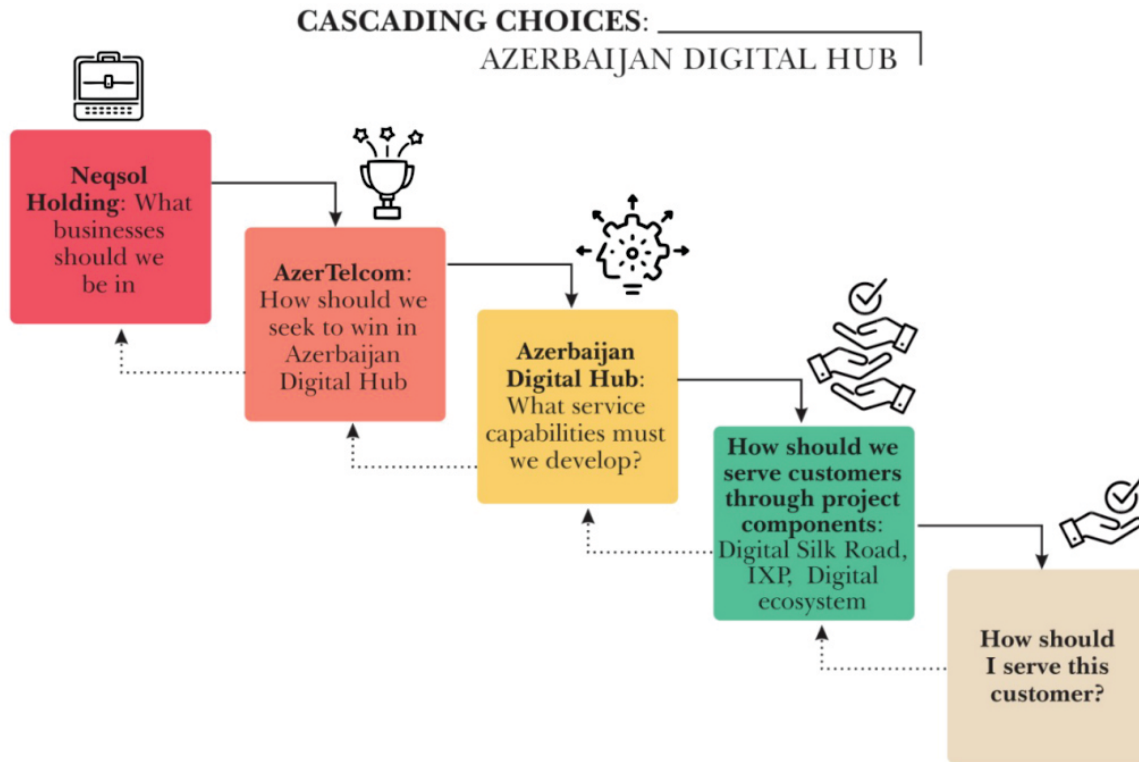 CASCADING CHOICES:
AZERBAIJAN DIGITAL HUB
Neqsol
Holding: What
businesses
should we
be in
AzerTelcom:
How should we
seek to win in
Azerbaijan
Digital Hub
Azerbaijan
Digital Hub:
What service
capabilities must
we develop?
How should we
serve customers
through project
components:
Digital Silk Road,
IXP, Digital
ecosystem
How should
I serve this
customer?